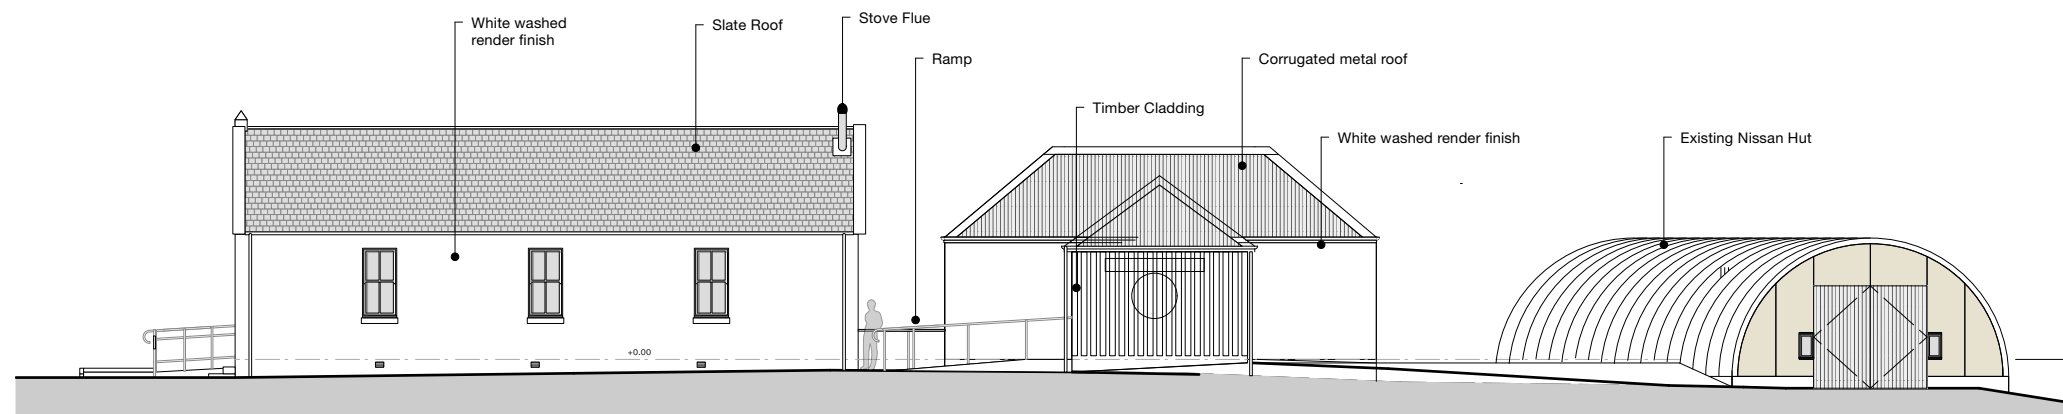 White washed
render finish
Slate Roof
Stove Flue
Ramp
Corrugated metal roof
Timber Cladding
White washed render finish
Existing Nissan Hut
+0.00